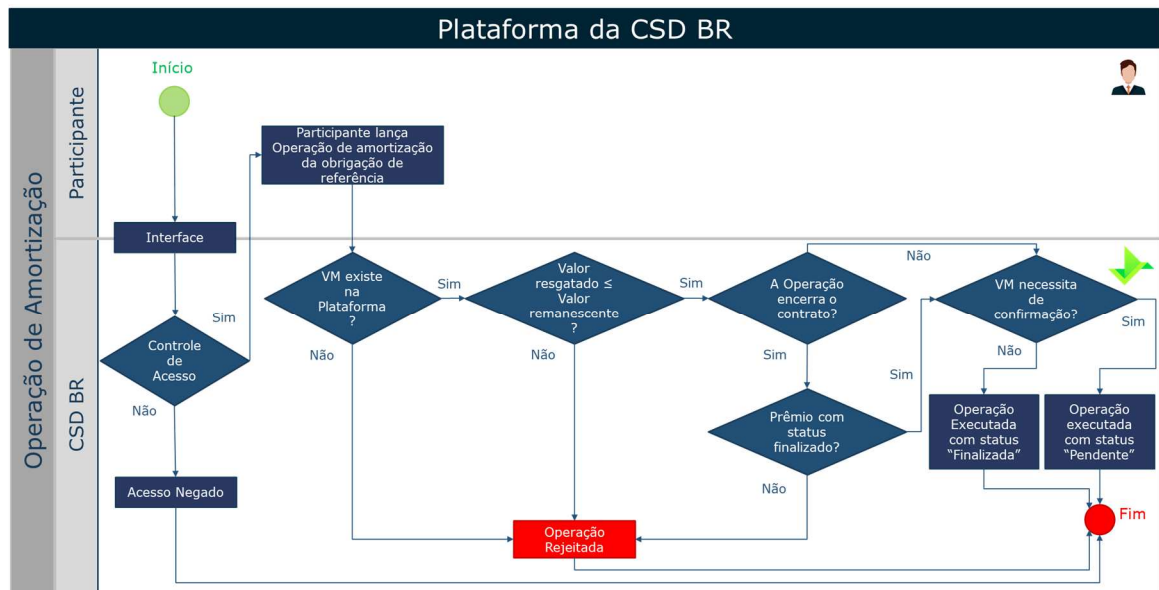 Plataforma da CSD BR
Operação de Amortização
Participante
CSD BR
Início
Participante lança
Operação de amortização
da obrigação de
referência
Interface
Controle
de
Acesso
Sim
Não
Acesso Negado
VM existe
na
Plataforma
?
Sim
Não
Valor
resgatado ≤
Valor
remanescente
?
Sim
Não
A Operação
encerra o
contrato?
Não
Sim
Prêmio com
status
finalizado?
Sim
Não
VM necessita
de
confirmação?
Sim
Não
Operação
Executada
com status
“Finalizada”
Operação
executada
com status
“Pendente”
Operação
Rejeitada
Fim